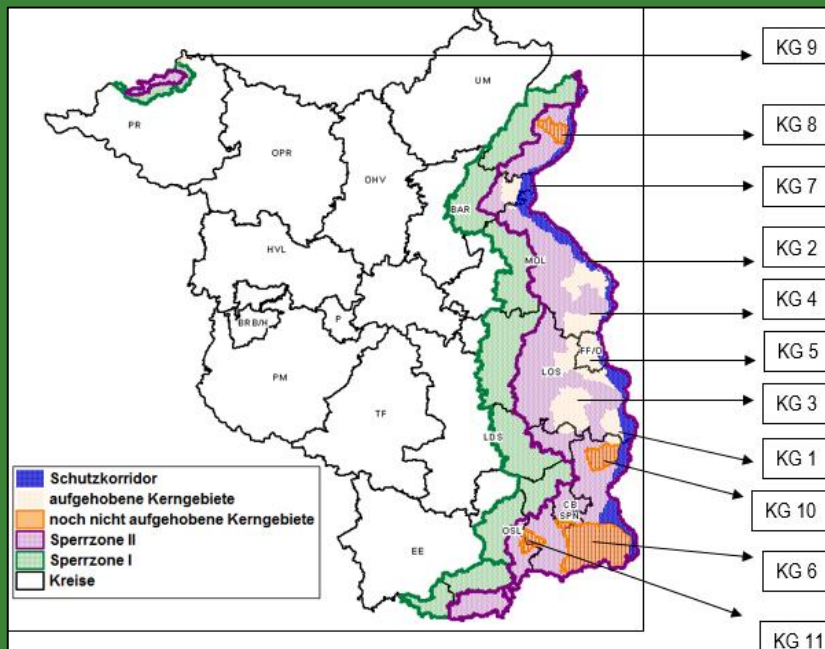 KG 9
UM
PR
KG 8
OPR
OHV
KG 7
BAR
HVL
MOL
KG 2
KG 4
BRB/H
P
FF/O
KG 5
PM
LOS
TF
KG 3
LDS
KG 1
Schutzkorridor
aufgehobene Kerngebiete
noch nicht aufgehobene Kerngebiete
Sperrzone II
Sperrzone I
Kreise
CB
SPN
KG 10
OSL
EE
KG 6
KG 11